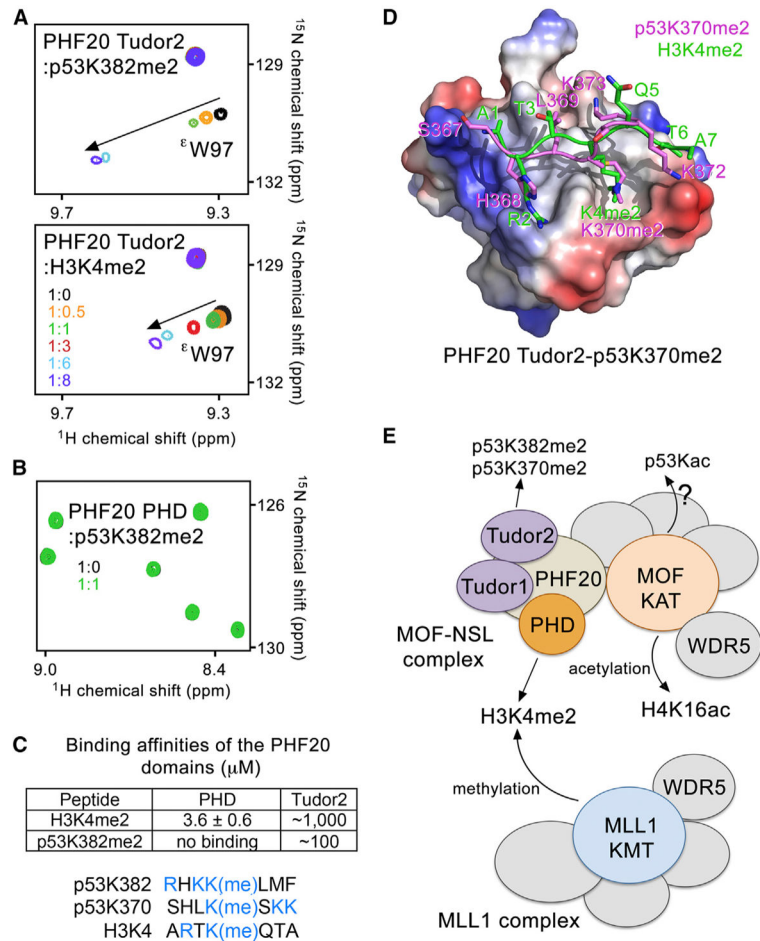 A
PHF20 Tudor2
:p53K382me2
εW97
129
132
15N chemical shift (ppm)
9.7
9.3
PHF20 Tudor2
:H3K4me2
1:0
1:0.5
1:1
1:3
1:6
1:8
εW97
129
132
15N chemical shift (ppm)
9.7
9.3
1H chemical shift (ppm)
B
PHF20 PHD
:p53K382me2
1:0
1:1
126
130
15N chemical shift (ppm)
9.0
8.4
1H chemical shift (ppm)
C
Binding affinities of the PHF20
domains (μM)
Peptide PHD Tudor2
H3K4me2 3.6 ± 0.6 ~1,000
p53K382me2 no binding ~100
p53K382 RHKK(me)LMF
p53K370 SHLK(me)SKK
H3K4 ARTK(me)QTA
D
p53K370me2
H3K4me2
K373
Q5
A1
T3
L369
S367
T6
A7
K372
H368
R2
K4me2
K370me2
PHF20 Tudor2-p53K370me2
E
p53K382me2
p53K370me2
p53Kac
?
Tudor2
Tudor1
PHF20
MOF
KAT
PHD
WDR5
MOF-NSL
complex
acetylation
H3K4me2
H4K16ac
methylation
WDR5
MLL1
KMT
MLL1 complex